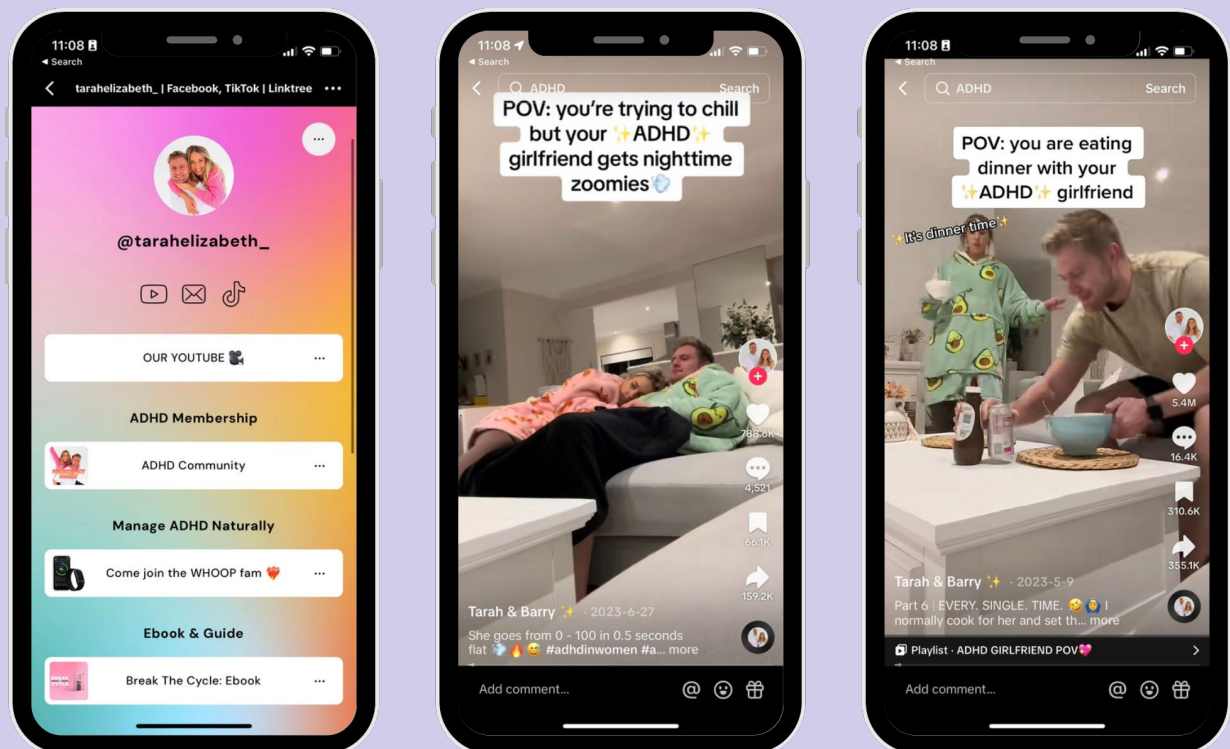 11:08
◀ Search
tarahelizabeth_ | Facebook, TikTok | Linktree
@tarahelizabeth_
OUR YOUTUBE 🎥
ADHD Membership
ADHD Community
Manage ADHD Naturally
Come join the WHOOP fam ❤️‍🔥
Ebook & Guide
Break The Cycle: Ebook
11:08
◀ Search
ADHD
Search
POV: you're trying to chill
but your ✨ADHD✨
girlfriend gets nighttime
zoomies💨
788.6K
4,521
66.1K
159.2K
Tarah & Barry ✨ · 2023-6-27
She goes from 0 - 100 in 0.5 seconds
flat 💨🔥😅 #adhdinwomen #a... more
Add comment...
11:08
◀ Search
ADHD
Search
POV: you are eating
dinner with your
✨ADHD✨ girlfriend
✨It's dinner time✨
5.4M
16.4K
310.6K
355.1K
Tarah & Barry ✨ · 2023-5-9
Part 6 | EVERY. SINGLE. TIME. 🤣🤷‍♀️ I
normally cook for her and set th... more
Playlist · ADHD GIRLFRIEND POV💖
Add comment...